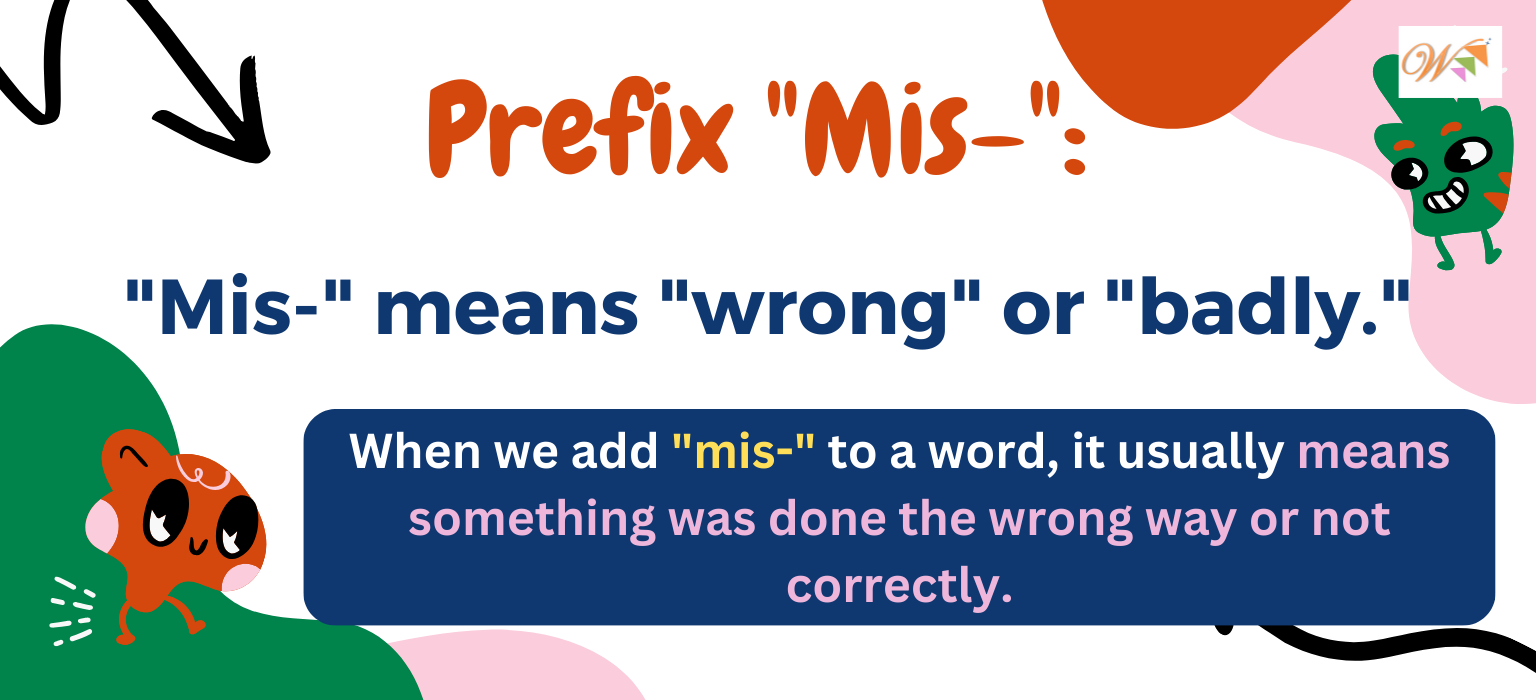 W
Prefix "Mis-":
"Mis-" means "wrong" or "badly."
When we add "mis-" to a word, it usually means
something was done the wrong way or not
correctly.